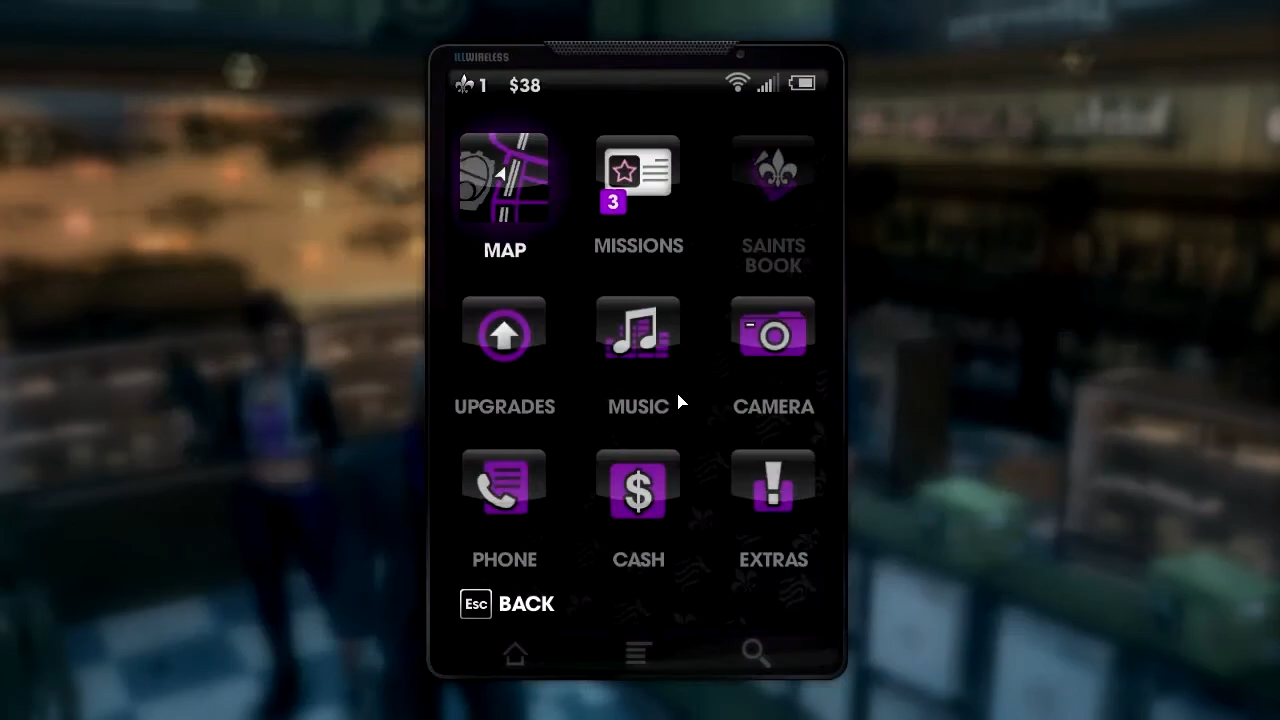 ILLWIRELESS
1 $38
MAP
3
MISSIONS
SAINTS
BOOK
UPGRADES
MUSIC
CAMERA
PHONE
$
CASH
!
EXTRAS
Esc BACK